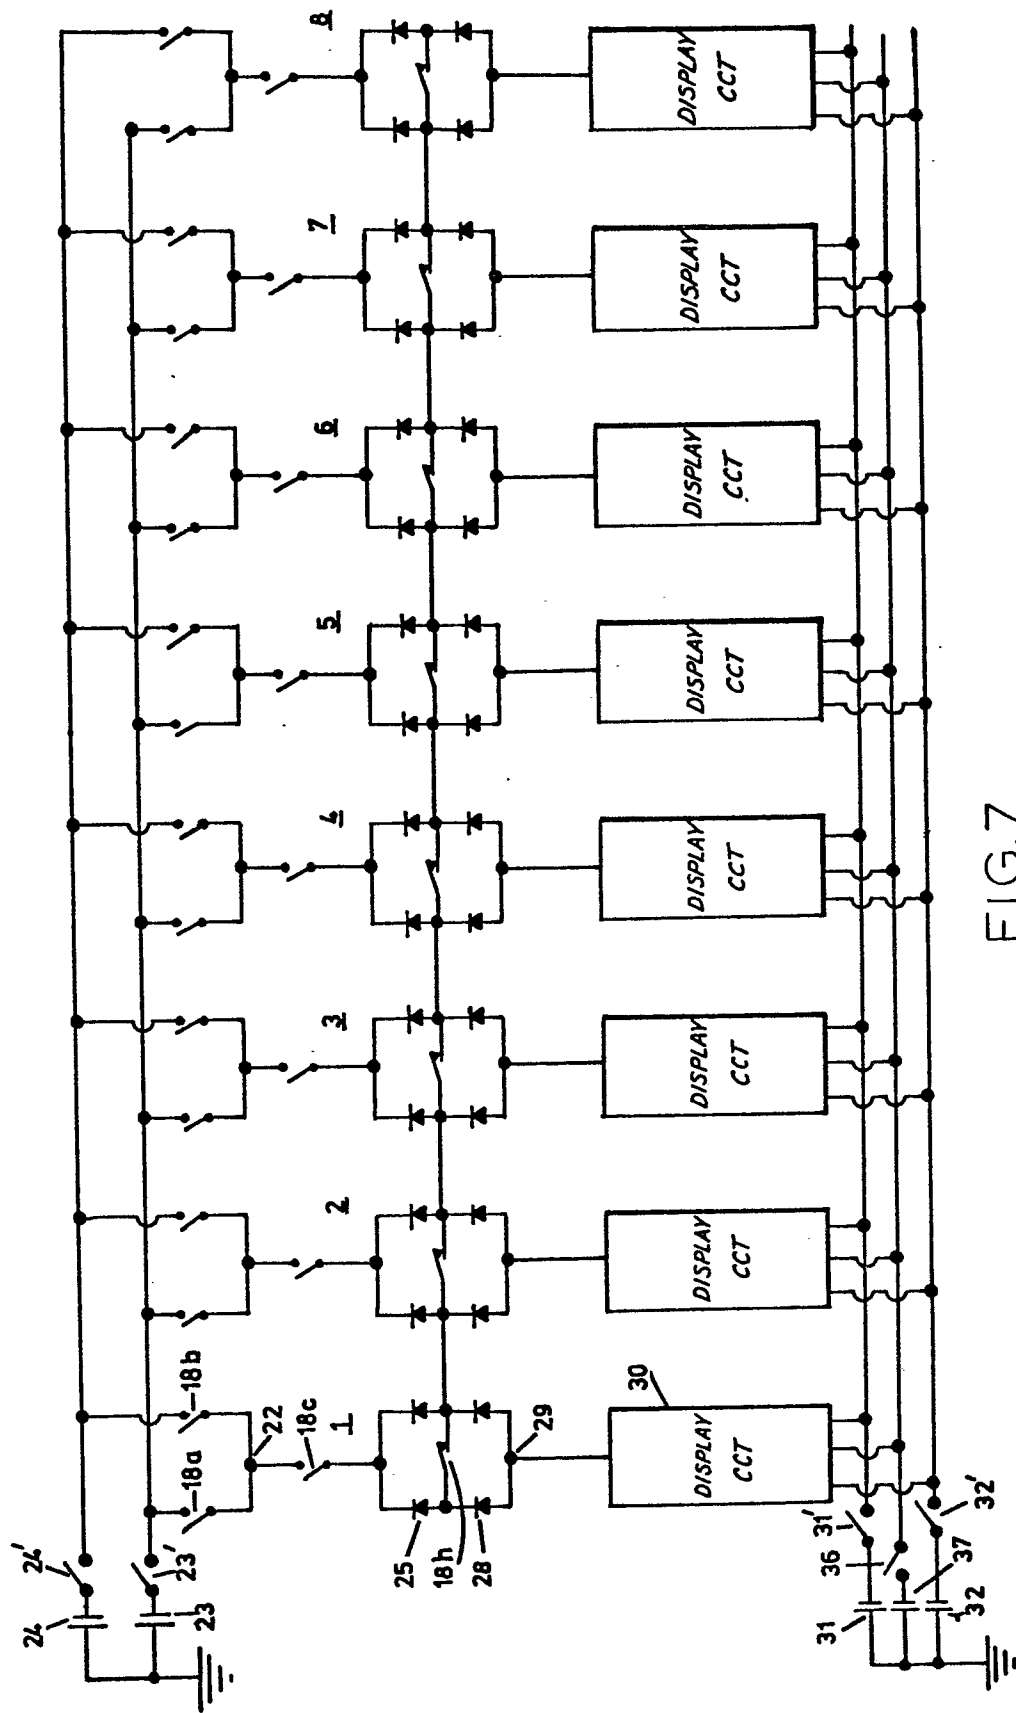 24'
24
23'
23
18a
18b
22
18c
1
2
3
4
5
6
7
8
25
18h
28
29
30
DISPLAY
CCT
DISPLAY
CCT
DISPLAY
CCT
DISPLAY
CCT
DISPLAY
CCT
DISPLAY
CCT
DISPLAY
CCT
DISPLAY
CCT
31'
31
36
37
32'
32
FIG.7